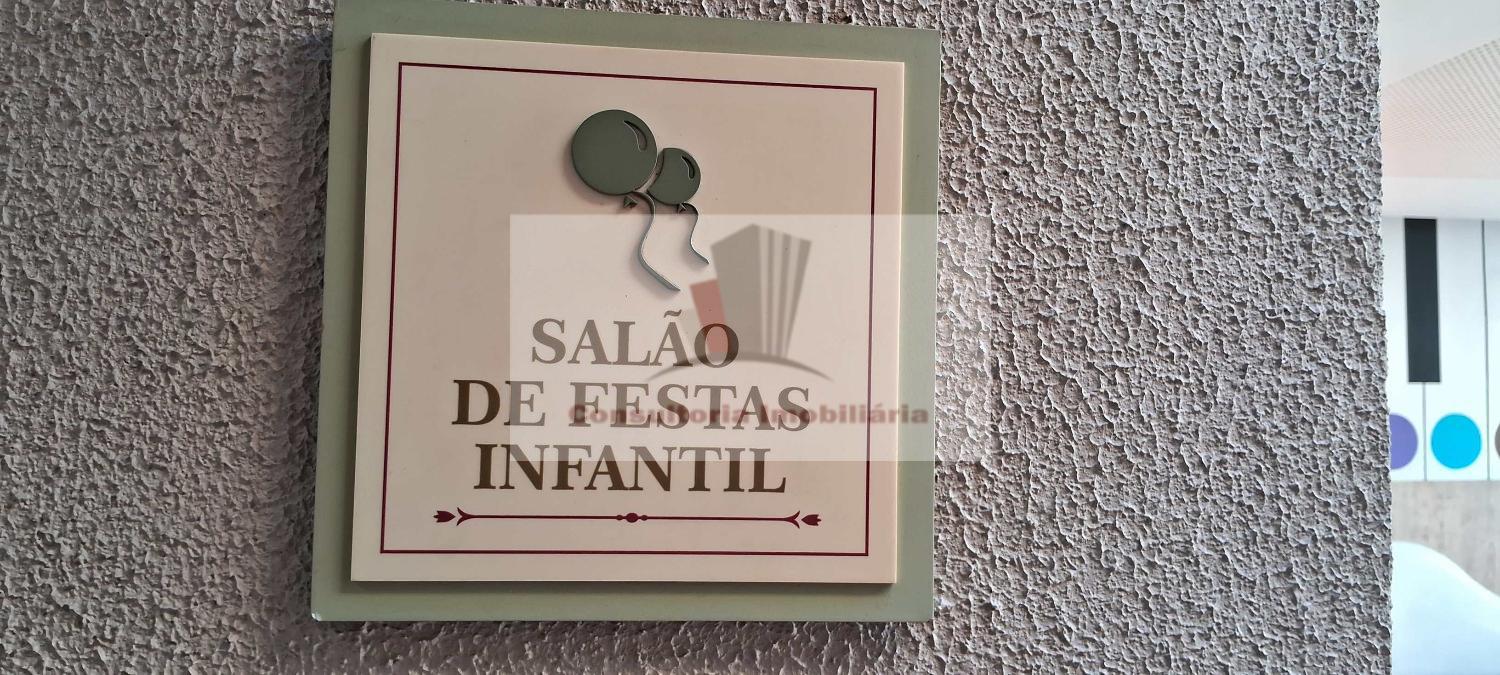 SALÃO
DE FESTAS
INFANTIL
Consultoria Imobiliária